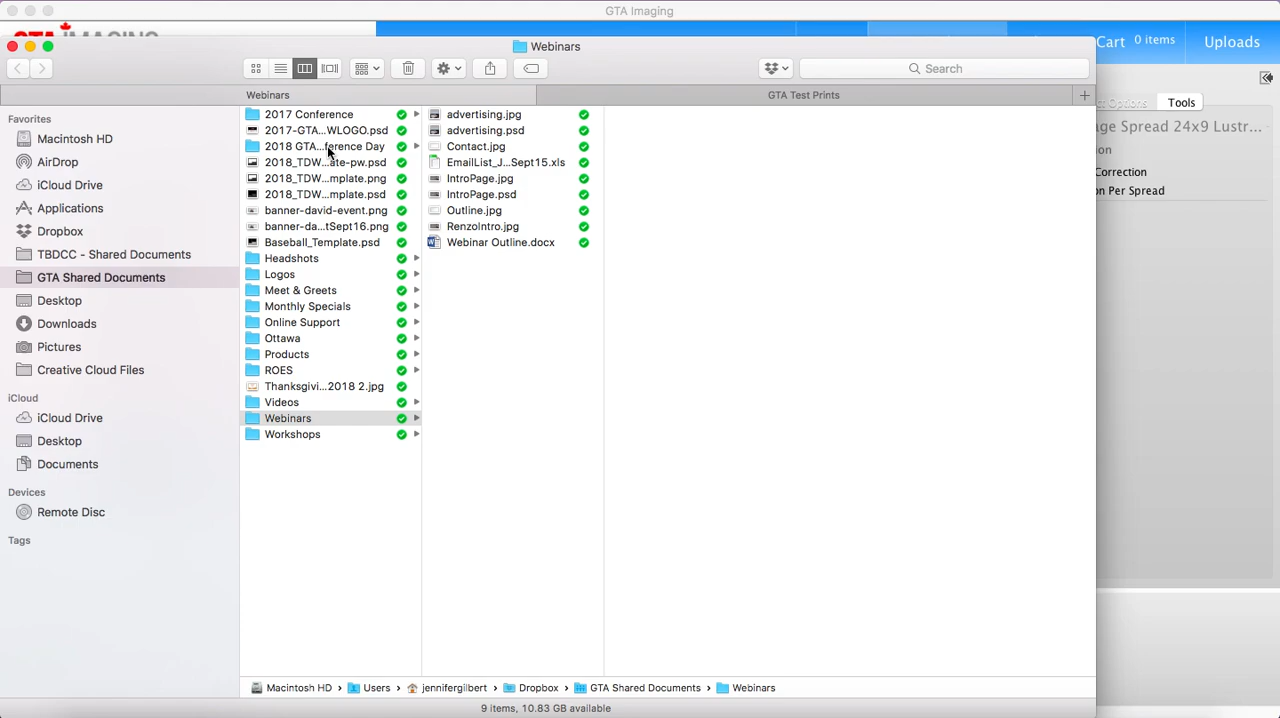 GTA Imaging
Cart 0 items Uploads
Webinars
Search
Webinars
GTA Test Prints
Options Tools
age Spread 24x9 Lustr...
Correction
n Per Spread
Favorites
Macintosh HD
AirDrop
iCloud Drive
Applications
Dropbox
TBDCC - Shared Documents
GTA Shared Documents
Desktop
Downloads
Pictures
Creative Cloud Files
iCloud
iCloud Drive
Desktop
Documents
Devices
Remote Disc
Tags
2017 Conference
2017-GTA...WLOGO.psd
2018 GTA...ference Day
2018_TDW...ate-pw.psd
2018_TDW...mplate.png
2018_TDW...mplate.psd
banner-david-event.png
banner-da...tSept16.png
Baseball_Template.psd
Headshots
Logos
Meet & Greets
Monthly Specials
Online Support
Ottawa
Products
ROES
Thanksgivi...2018 2.jpg
Videos
Webinars
Workshops
advertising.jpg
advertising.psd
Contact.jpg
EmailList_J...Sept15.xls
IntroPage.jpg
IntroPage.psd
Outline.jpg
RenzoIntro.jpg
Webinar Outline.docx
Macintosh HD › Users › jennifergilbert › Dropbox › GTA Shared Documents › Webinars
9 items, 10.83 GB available